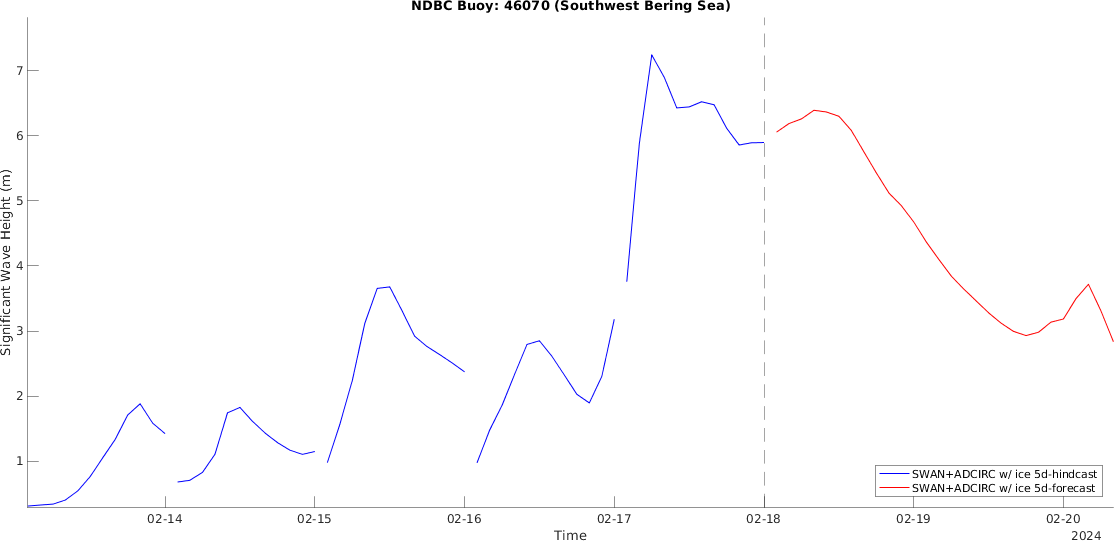 NDBC Buoy: 46070 (Southwest Bering Sea)
Significant Wave Height (m)
7
6
5
4
3
2
1
SWAN+ADCIRC w/ ice 5d-hindcast
SWAN+ADCIRC w/ ice 5d-forecast
02-14 02-15 02-16 02-17 02-18 02-19 02-20
Time
2024